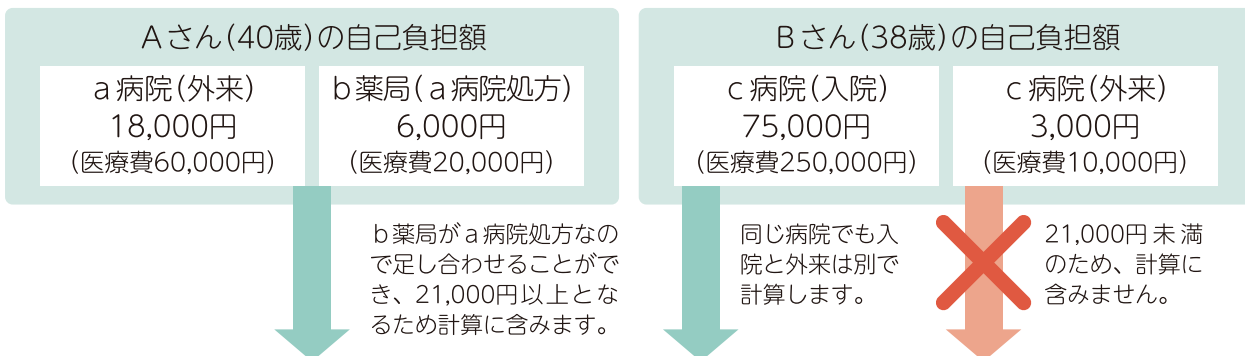 Aさん(40歳)の自己負担額
a病院(外来)
18,000円
(医療費60,000円)
b薬局(a病院処方)
6,000円
(医療費20,000円)
b薬局がa病院処方なの
で足し合わせることがで
き、21,000円以上とな
るため計算に含みます。
Bさん(38歳)の自己負担額
c病院(入院)
75,000円
(医療費250,000円)
c病院(外来)
3,000円
(医療費10,000円)
同じ病院でも入
院と外来は別で
計算します。
21,000円未満
のため、計算に
含みません。